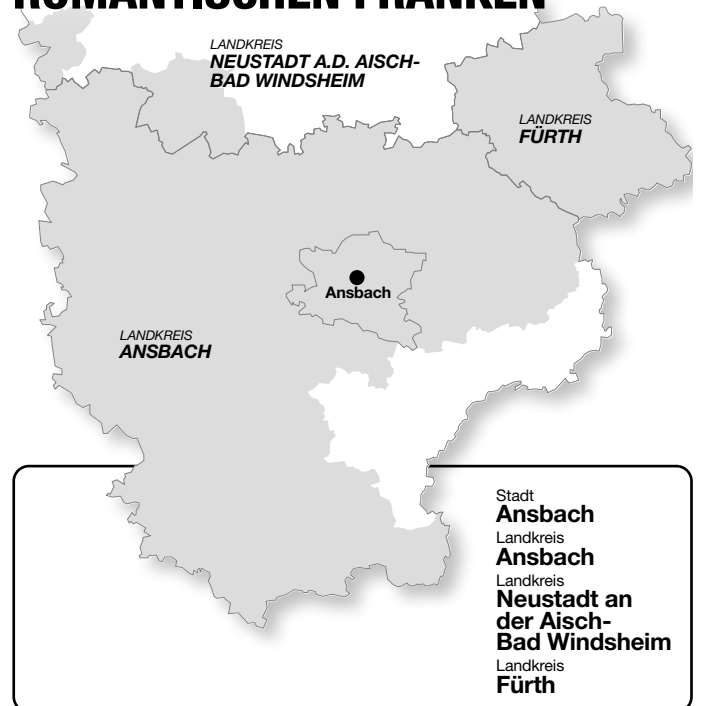 ROMANTISCHEN FRANKEN
LANDKREIS
NEUSTADT A.D. AISCH-
BAD WINDSHEIM
LANDKREIS
FÜRTH
Ansbach
LANDKREIS
ANSBACH
Stadt
Ansbach
Landkreis
Ansbach
Landkreis
Neustadt an
der Aisch-
Bad Windsheim
Landkreis
Fürth